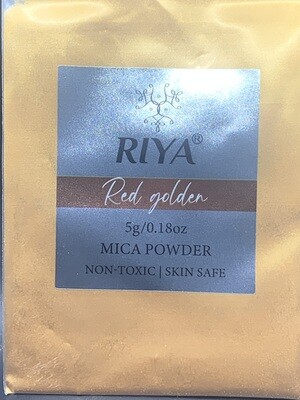 RIYA®
Red golden
5g/0.18oz
MICA POWDER
NON-TOXIC | SKIN SAFE